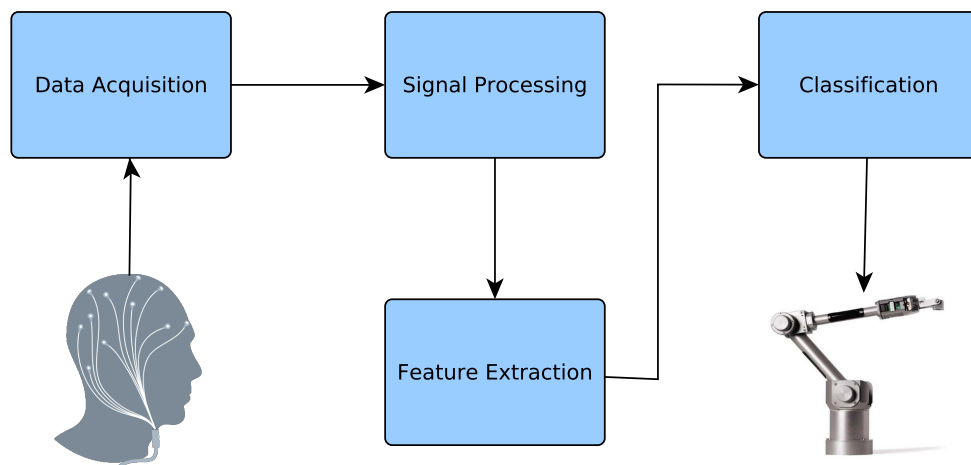 Data Acquisition
Signal Processing
Classification
Feature Extraction